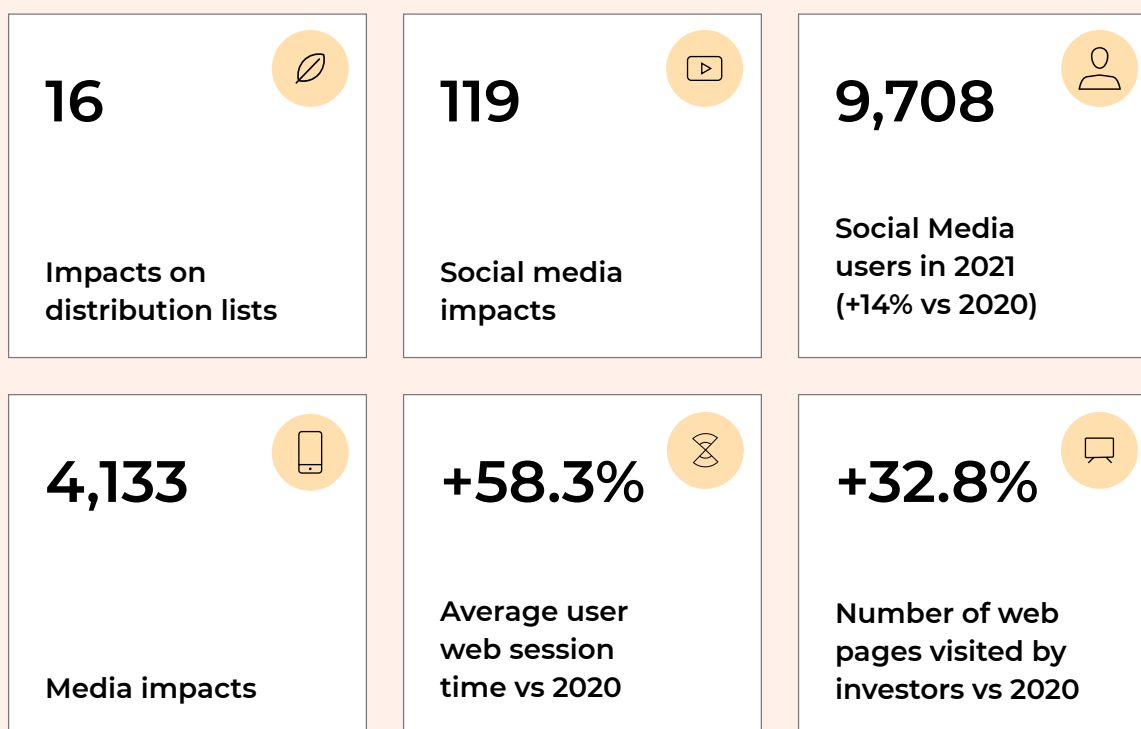 16
Impacts on
distribution lists
119
Social media
impacts
9,708
Social Media
users in 2021
(+14% vs 2020)
4,133
Media impacts
+58.3%
Average user
web session
time vs 2020
+32.8%
Number of web
pages visited by
investors vs 2020